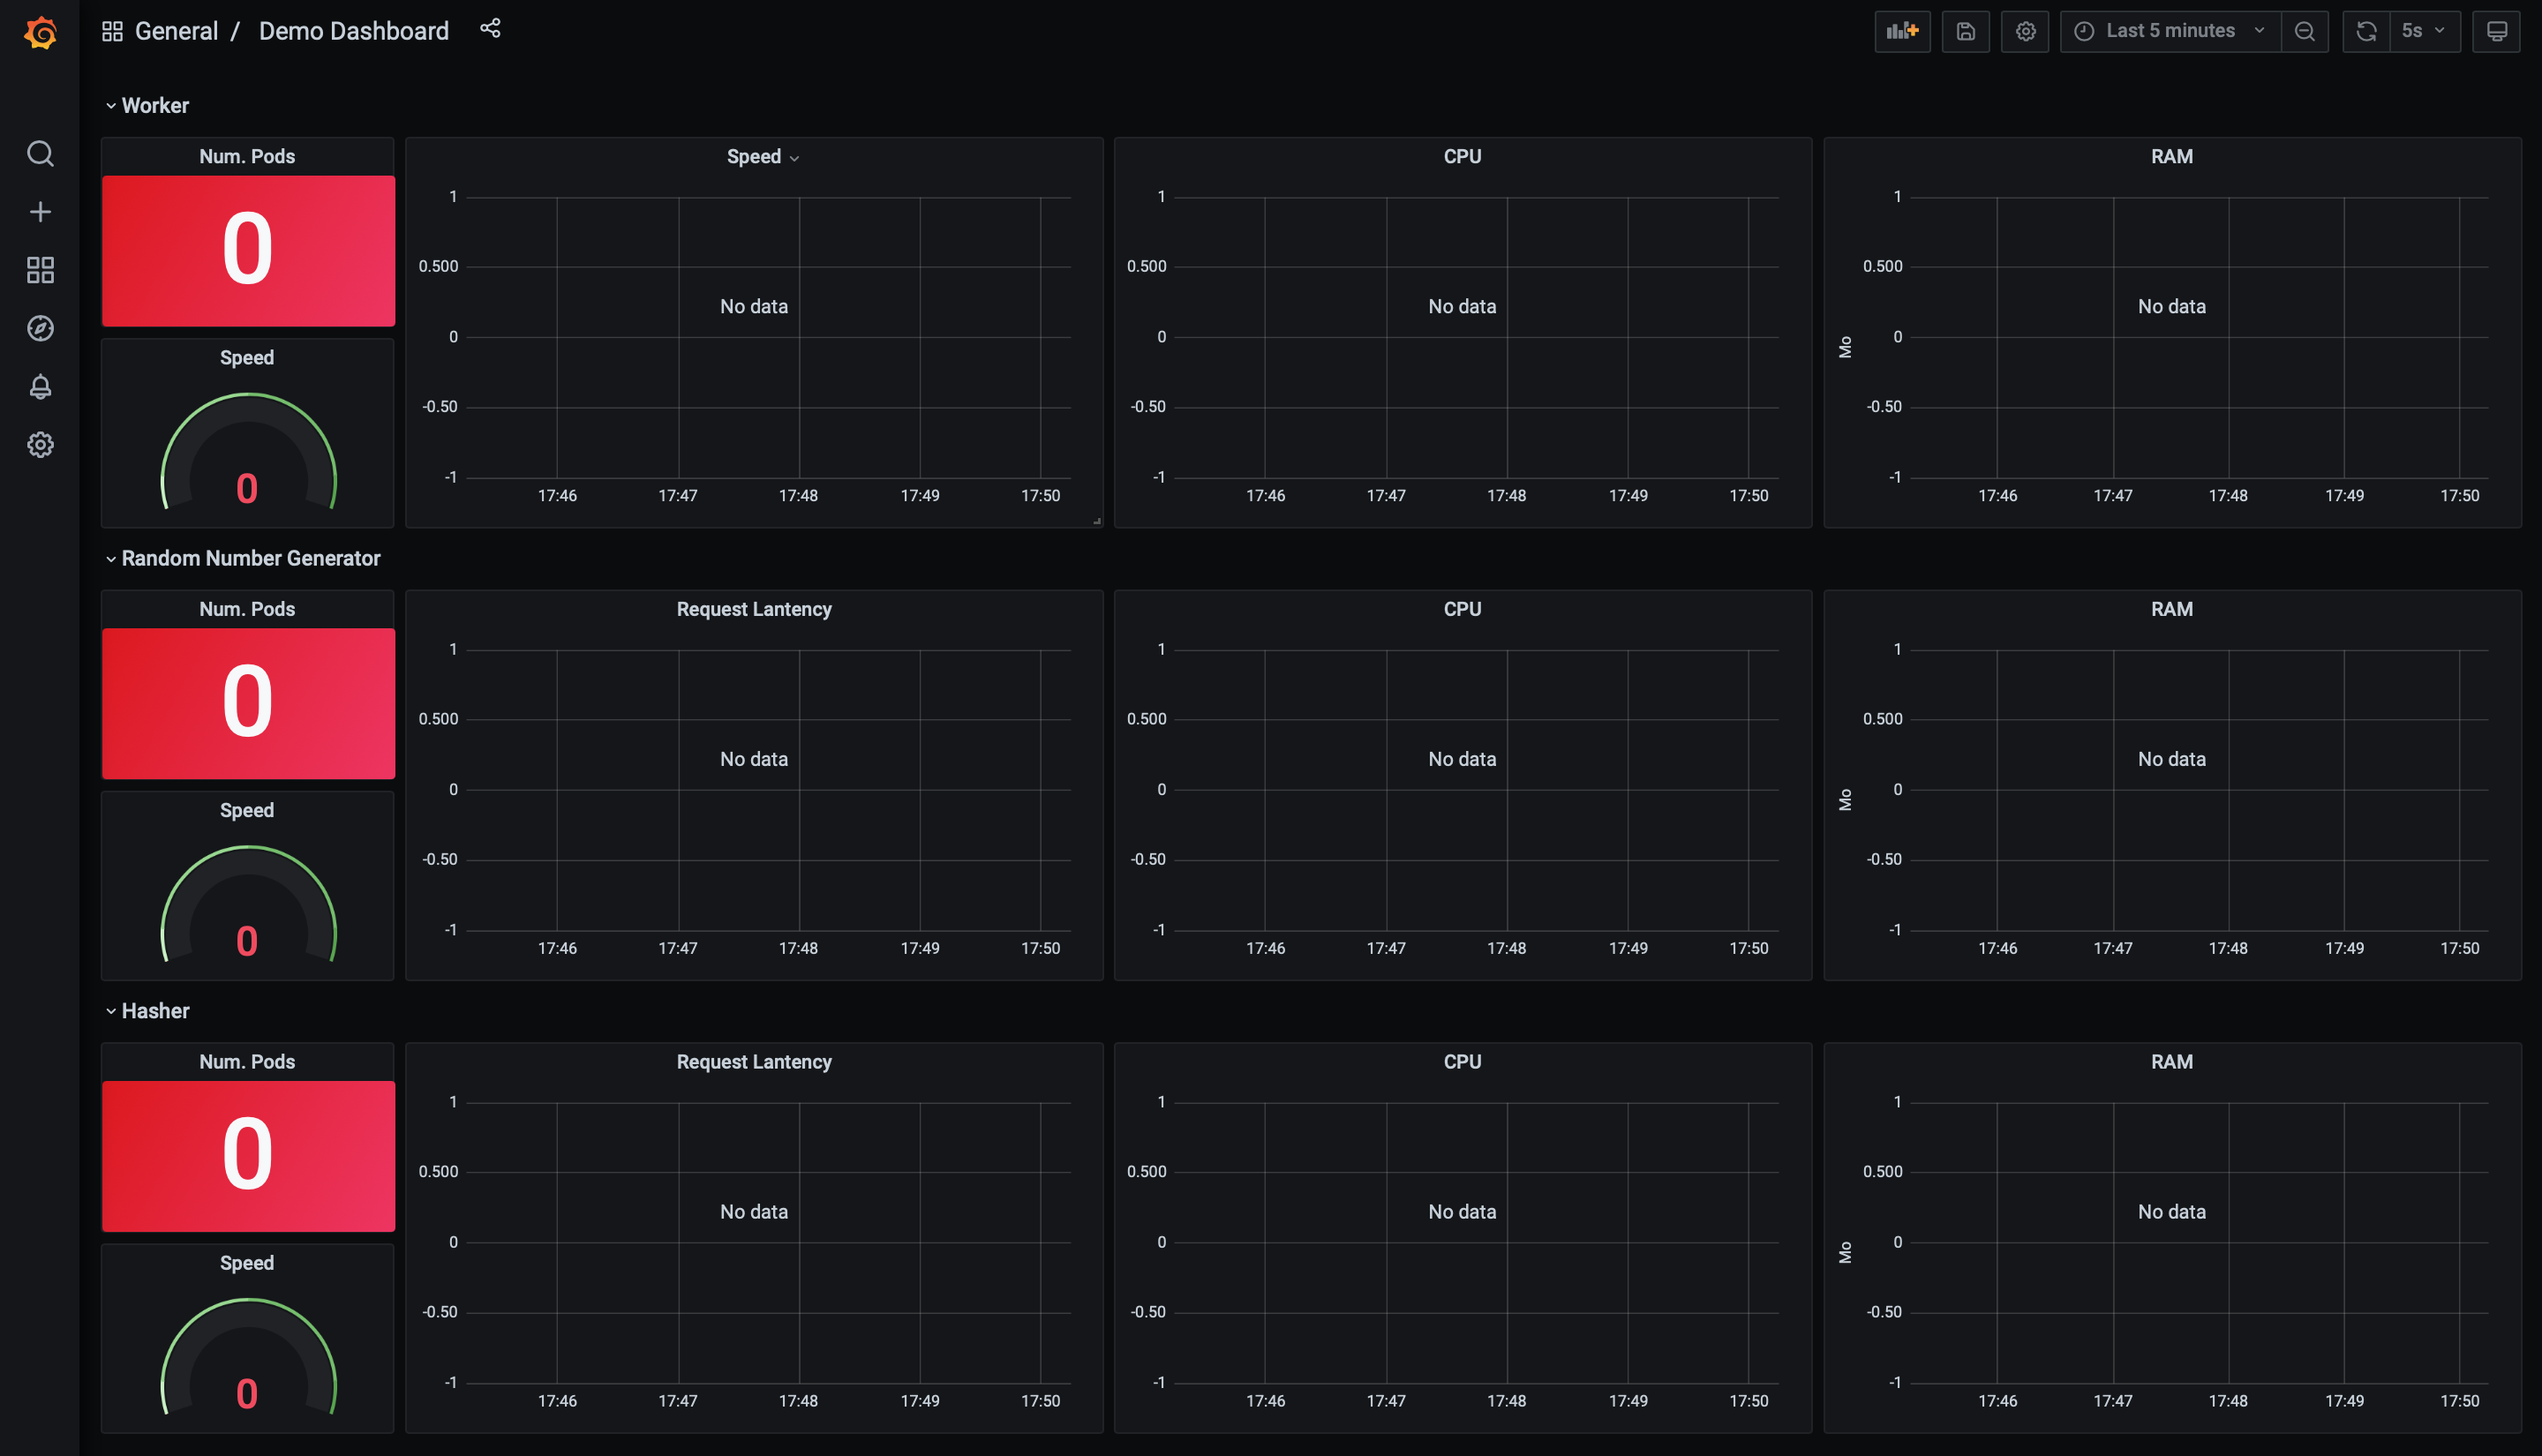 General / Demo Dashboard
Last 5 minutes
5s
Worker
Num. Pods
0
Speed
0
Speed
1
0.500
0
-0.50
-1
No data
17:46 17:47 17:48 17:49 17:50
CPU
1
0.500
0
-0.50
-1
No data
17:46 17:47 17:48 17:49 17:50
RAM
Mo
1
0.500
0
-0.50
-1
No data
17:46 17:47 17:48 17:49 17:50
Random Number Generator
Num. Pods
0
Speed
0
Request Lantency
1
0.500
0
-0.50
-1
No data
17:46 17:47 17:48 17:49 17:50
CPU
1
0.500
0
-0.50
-1
No data
17:46 17:47 17:48 17:49 17:50
RAM
Mo
1
0.500
0
-0.50
-1
No data
17:46 17:47 17:48 17:49 17:50
Hasher
Num. Pods
0
Speed
0
Request Lantency
1
0.500
0
-0.50
-1
No data
17:46 17:47 17:48 17:49 17:50
CPU
1
0.500
0
-0.50
-1
No data
17:46 17:47 17:48 17:49 17:50
RAM
Mo
1
0.500
0
-0.50
-1
No data
17:46 17:47 17:48 17:49 17:50